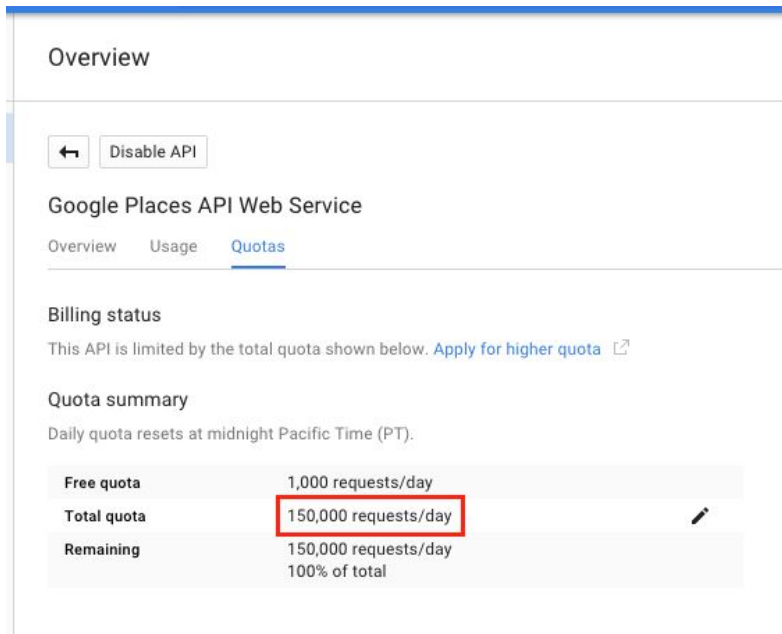 Overview
Disable API
Google Places API Web Service
Overview Usage Quotas
Billing status
This API is limited by the total quota shown below. Apply for higher quota
Quota summary
Daily quota resets at midnight Pacific Time (PT).
Free quota 1,000 requests/day
Total quota 150,000 requests/day
Remaining 150,000 requests/day
100% of total